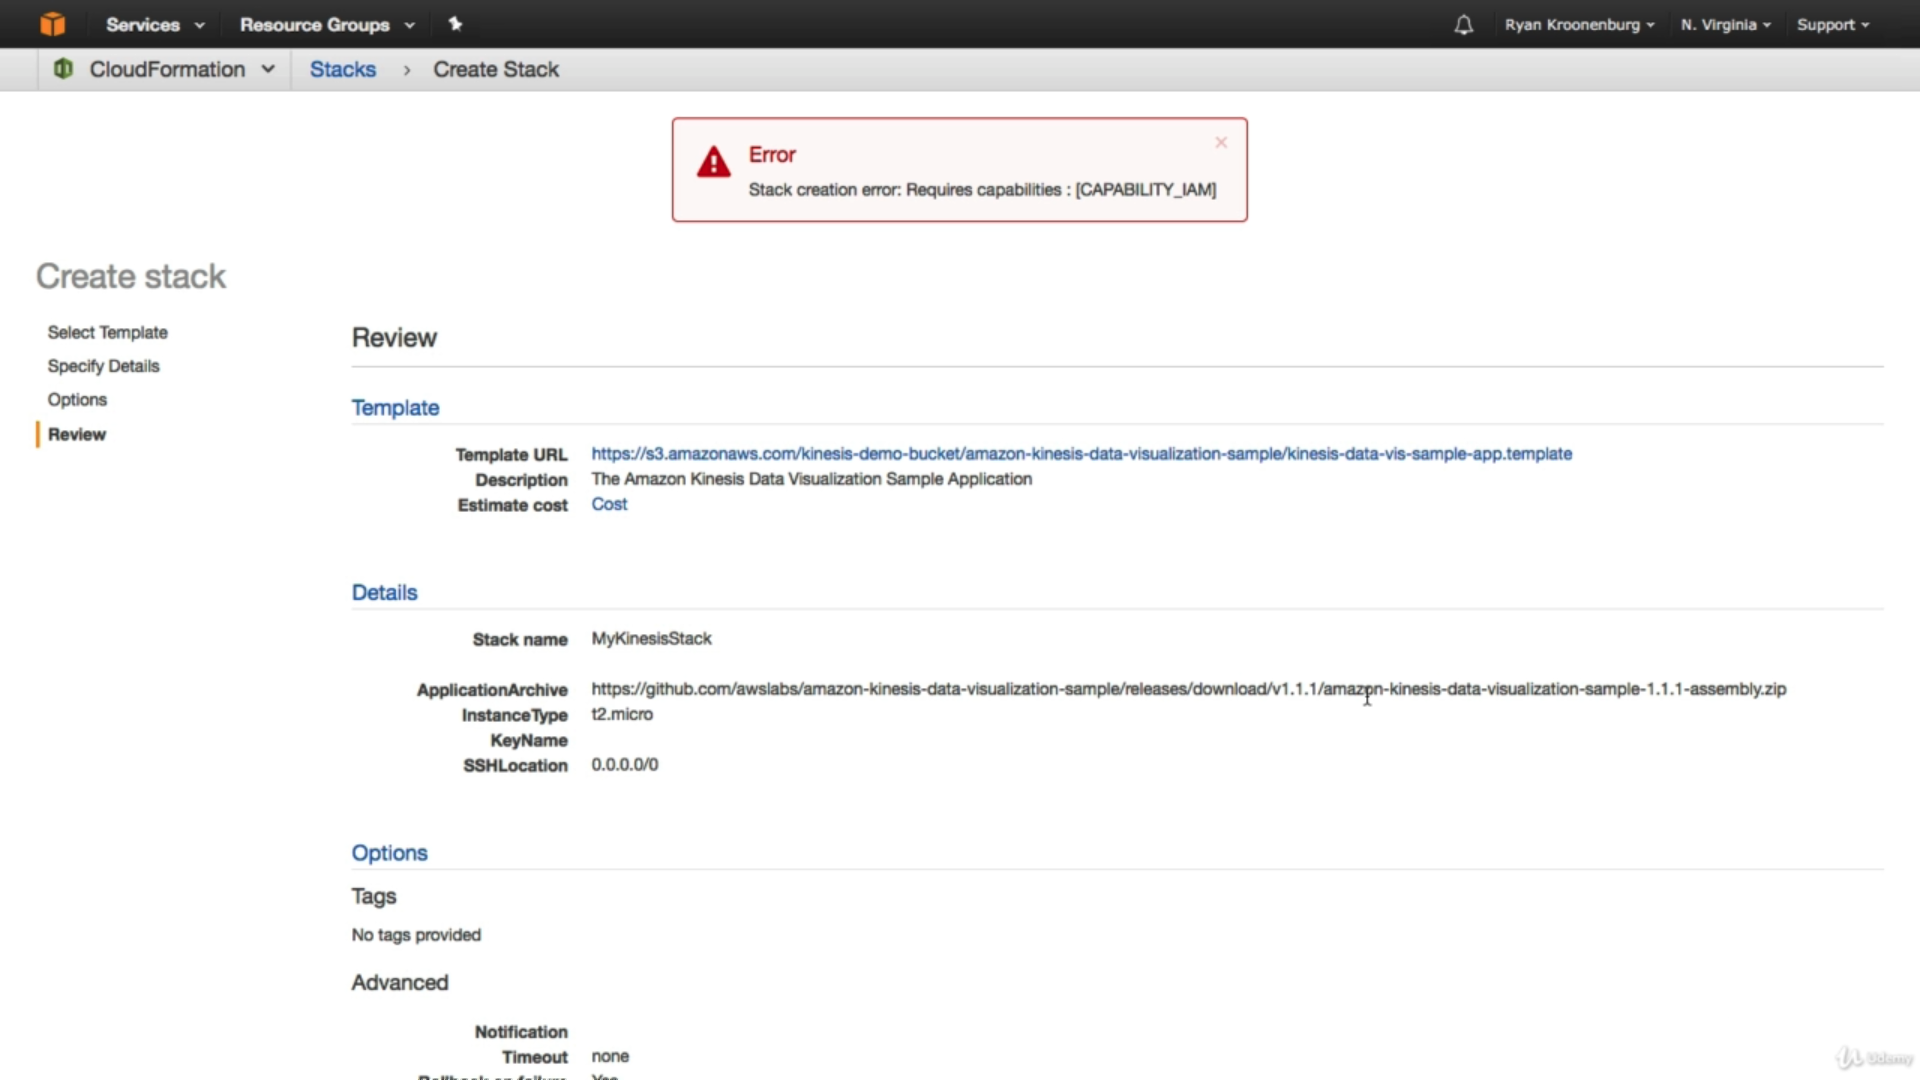 Services Resource Groups Ryan Kroonenburg N. Virginia Support
CloudFormation Stacks > Create Stack
Error
Stack creation error: Requires capabilities : [CAPABILITY_IAM]
Create stack
Select Template
Specify Details
Options
Review
Review
Template
Template URL https://s3.amazonaws.com/kinesis-demo-bucket/amazon-kinesis-data-visualization-sample/kinesis-data-vis-sample-app.template
Description The Amazon Kinesis Data Visualization Sample Application
Estimate cost Cost
Details
Stack name MyKinesisStack
ApplicationArchive https://github.com/awslabs/amazon-kinesis-data-visualization-sample/releases/download/v1.1.1/amazon-kinesis-data-visualization-sample-1.1.1-assembly.zip
InstanceType t2.micro
KeyName
SSHLocation 0.0.0.0/0
Options
Tags
No tags provided
Advanced
Notification
Timeout none
Udemy